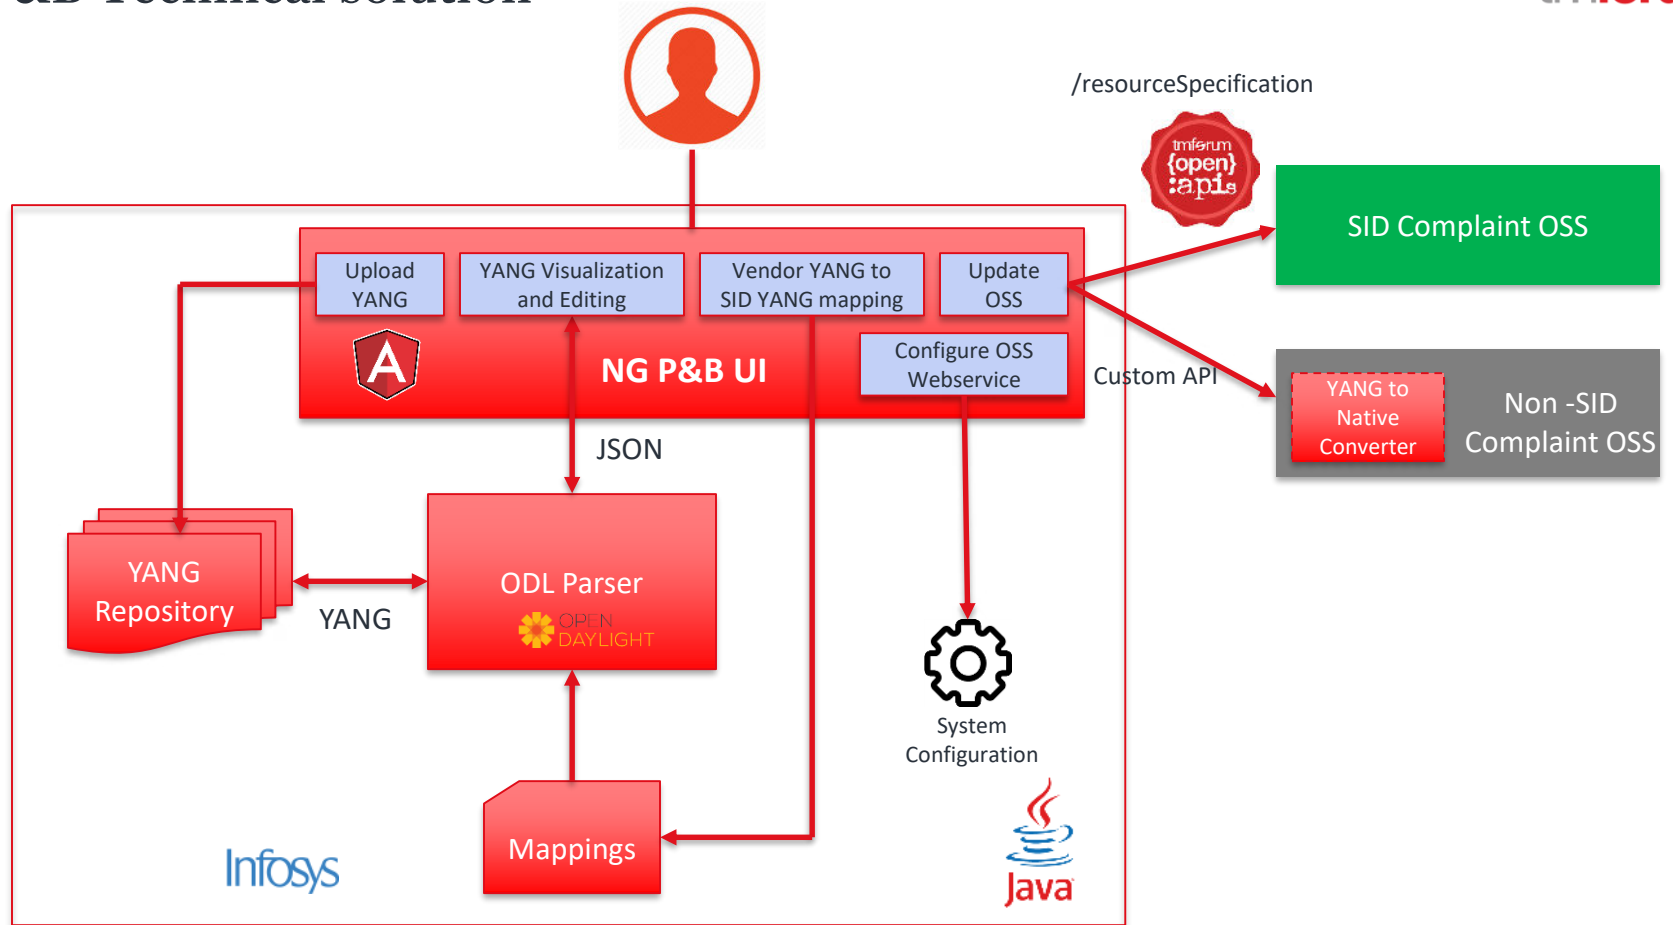 Technical solution
/resourceSpecification
tmforum
{open}
:apis
SID Complaint OSS
Upload
YANG
YANG Visualization
and Editing
Vendor YANG to
SID YANG mapping
Update
OSS
Configure OSS
Webservice
NG P&B UI
A
Custom API
YANG to
Native
Converter
Non -SID
Complaint OSS
JSON
YANG
Repository
YANG
ODL Parser
OPEN
DAYLIGHT
System
Configuration
Mappings
Infosys
Java